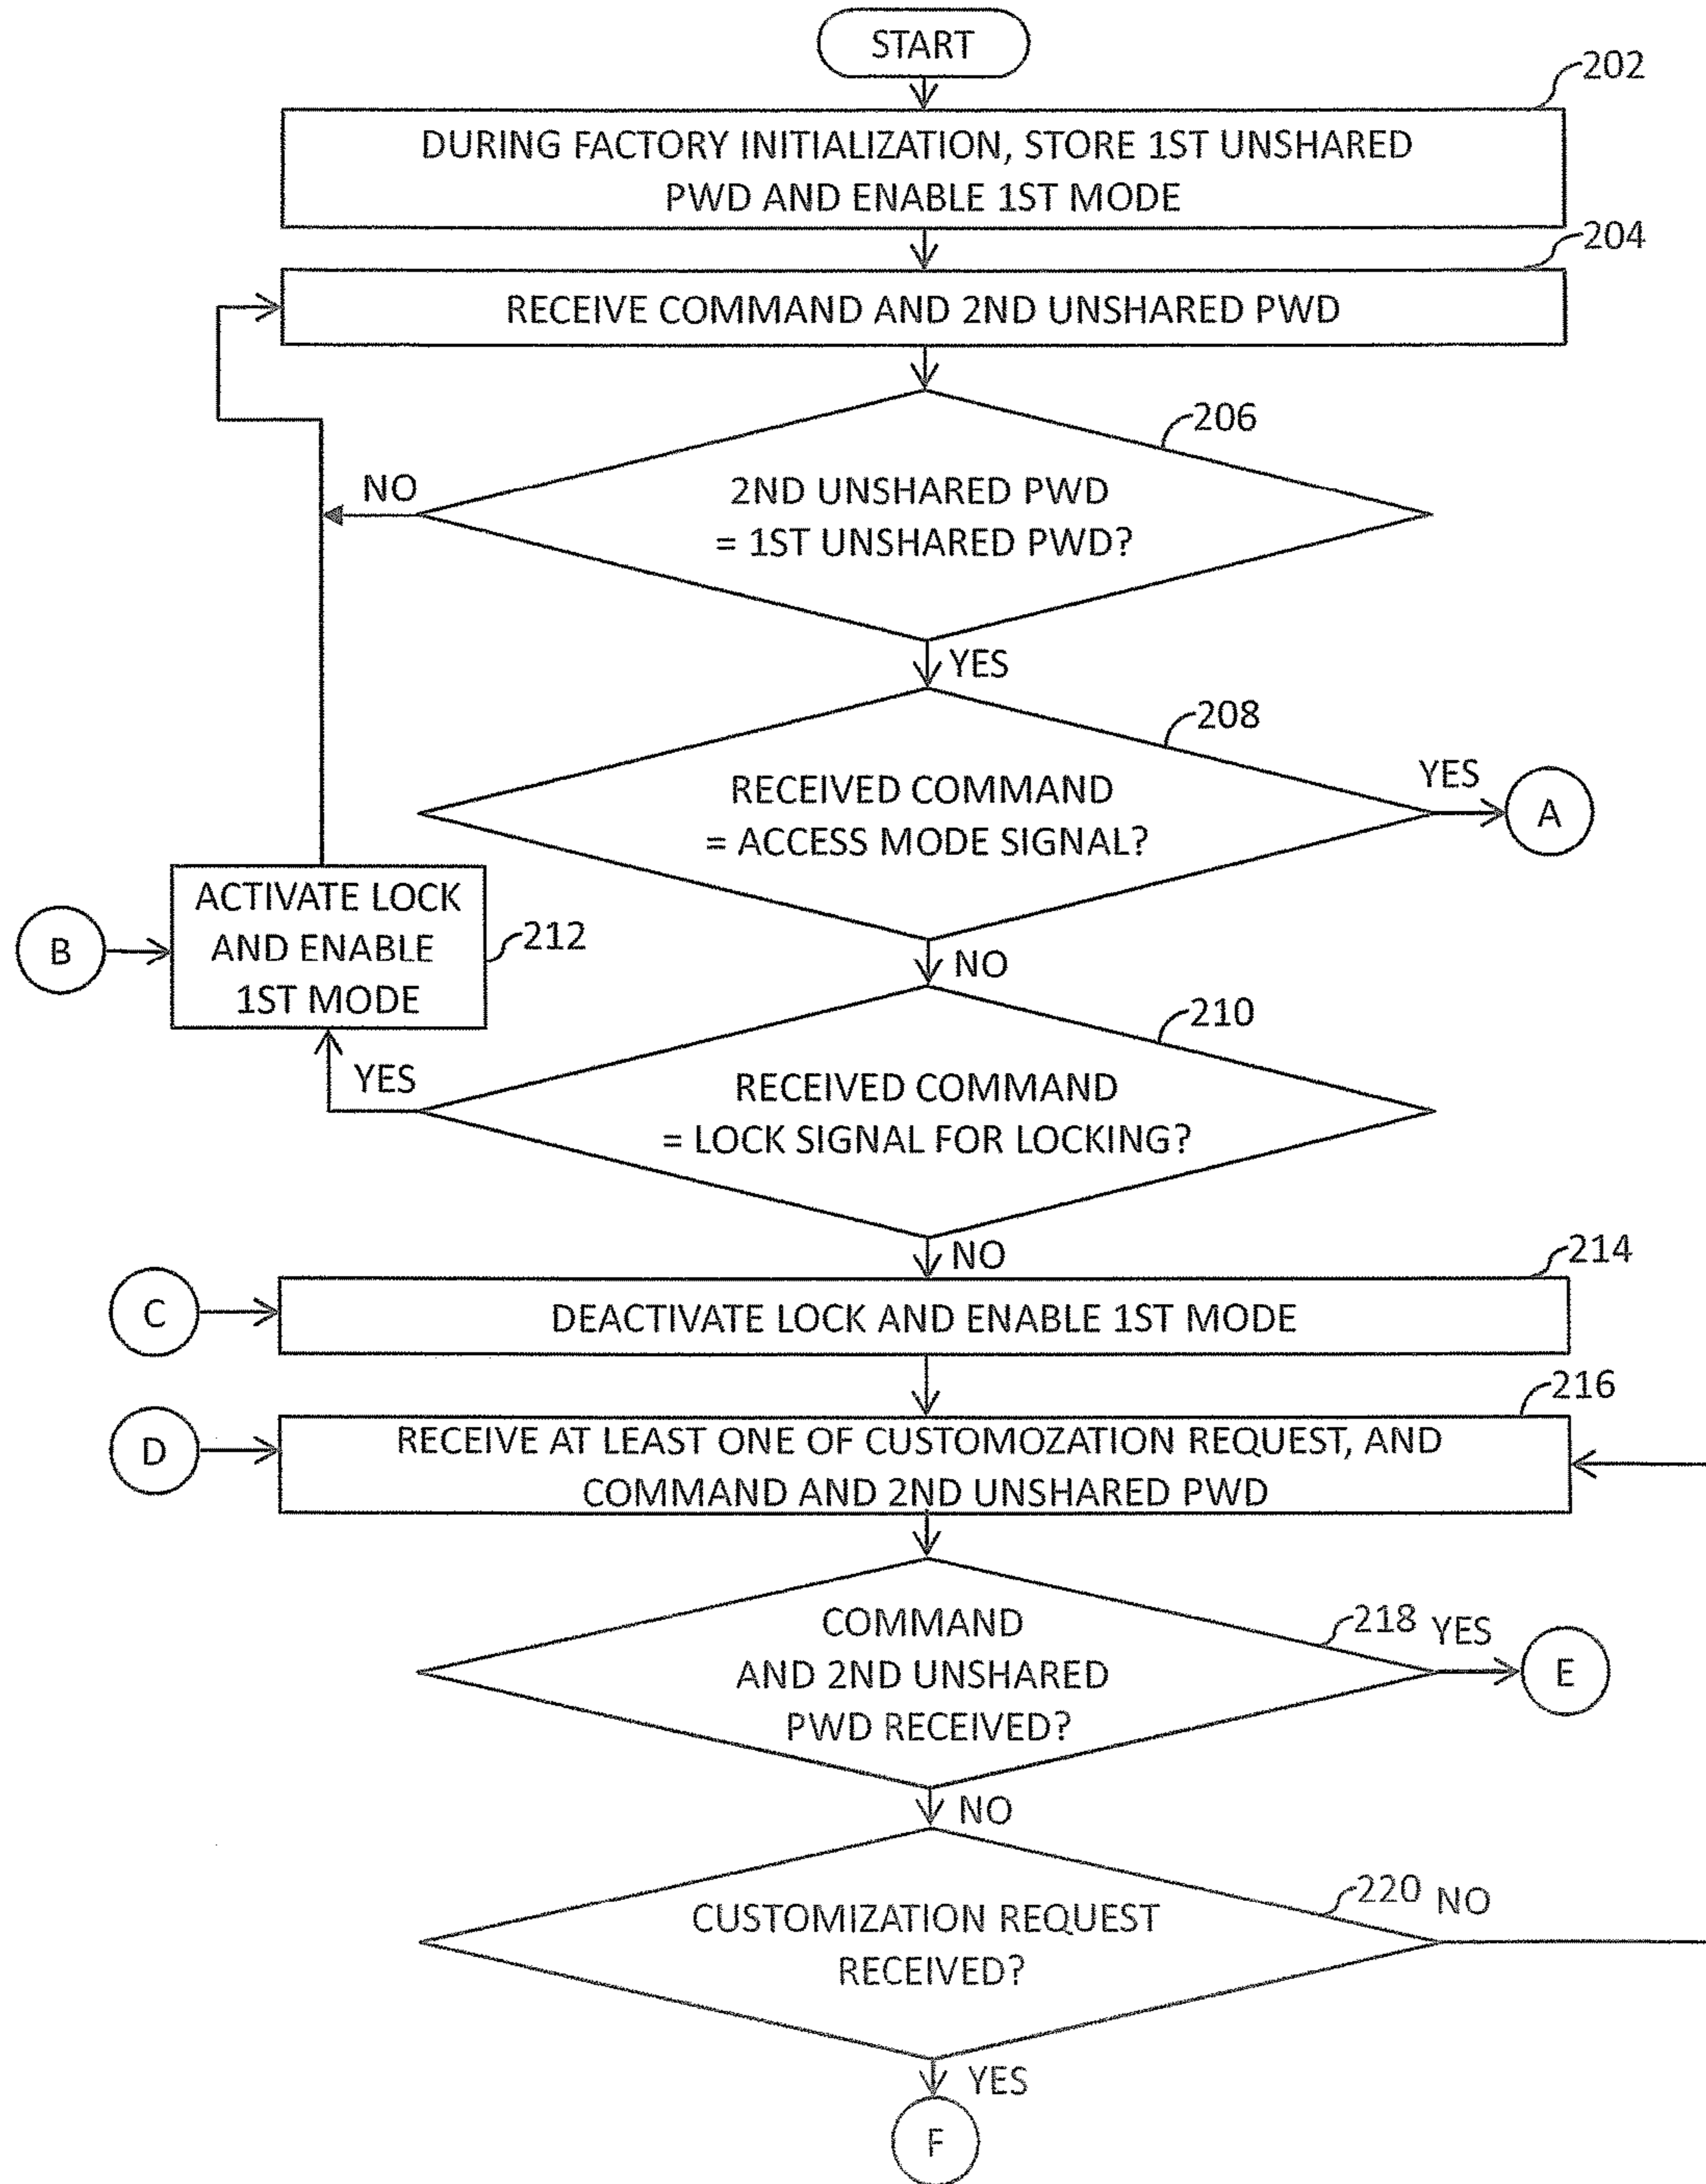 START
202
DURING FACTORY INITIALIZATION, STORE 1ST UNSHARED
PWD AND ENABLE 1ST MODE
204
RECEIVE COMMAND AND 2ND UNSHARED PWD
206
NO
2ND UNSHARED PWD
= 1ST UNSHARED PWD?
YES
208
RECEIVED COMMAND
= ACCESS MODE SIGNAL?
YES
A
B
ACTIVATE LOCK
AND ENABLE
1ST MODE
212
NO
210
YES
RECEIVED COMMAND
= LOCK SIGNAL FOR LOCKING?
NO
214
C
DEACTIVATE LOCK AND ENABLE 1ST MODE
216
D
RECEIVE AT LEAST ONE OF CUSTOMOZATION REQUEST, AND
COMMAND AND 2ND UNSHARED PWD
218
YES
COMMAND
AND 2ND UNSHARED
PWD RECEIVED?
E
NO
220
NO
CUSTOMIZATION REQUEST
RECEIVED?
YES
F